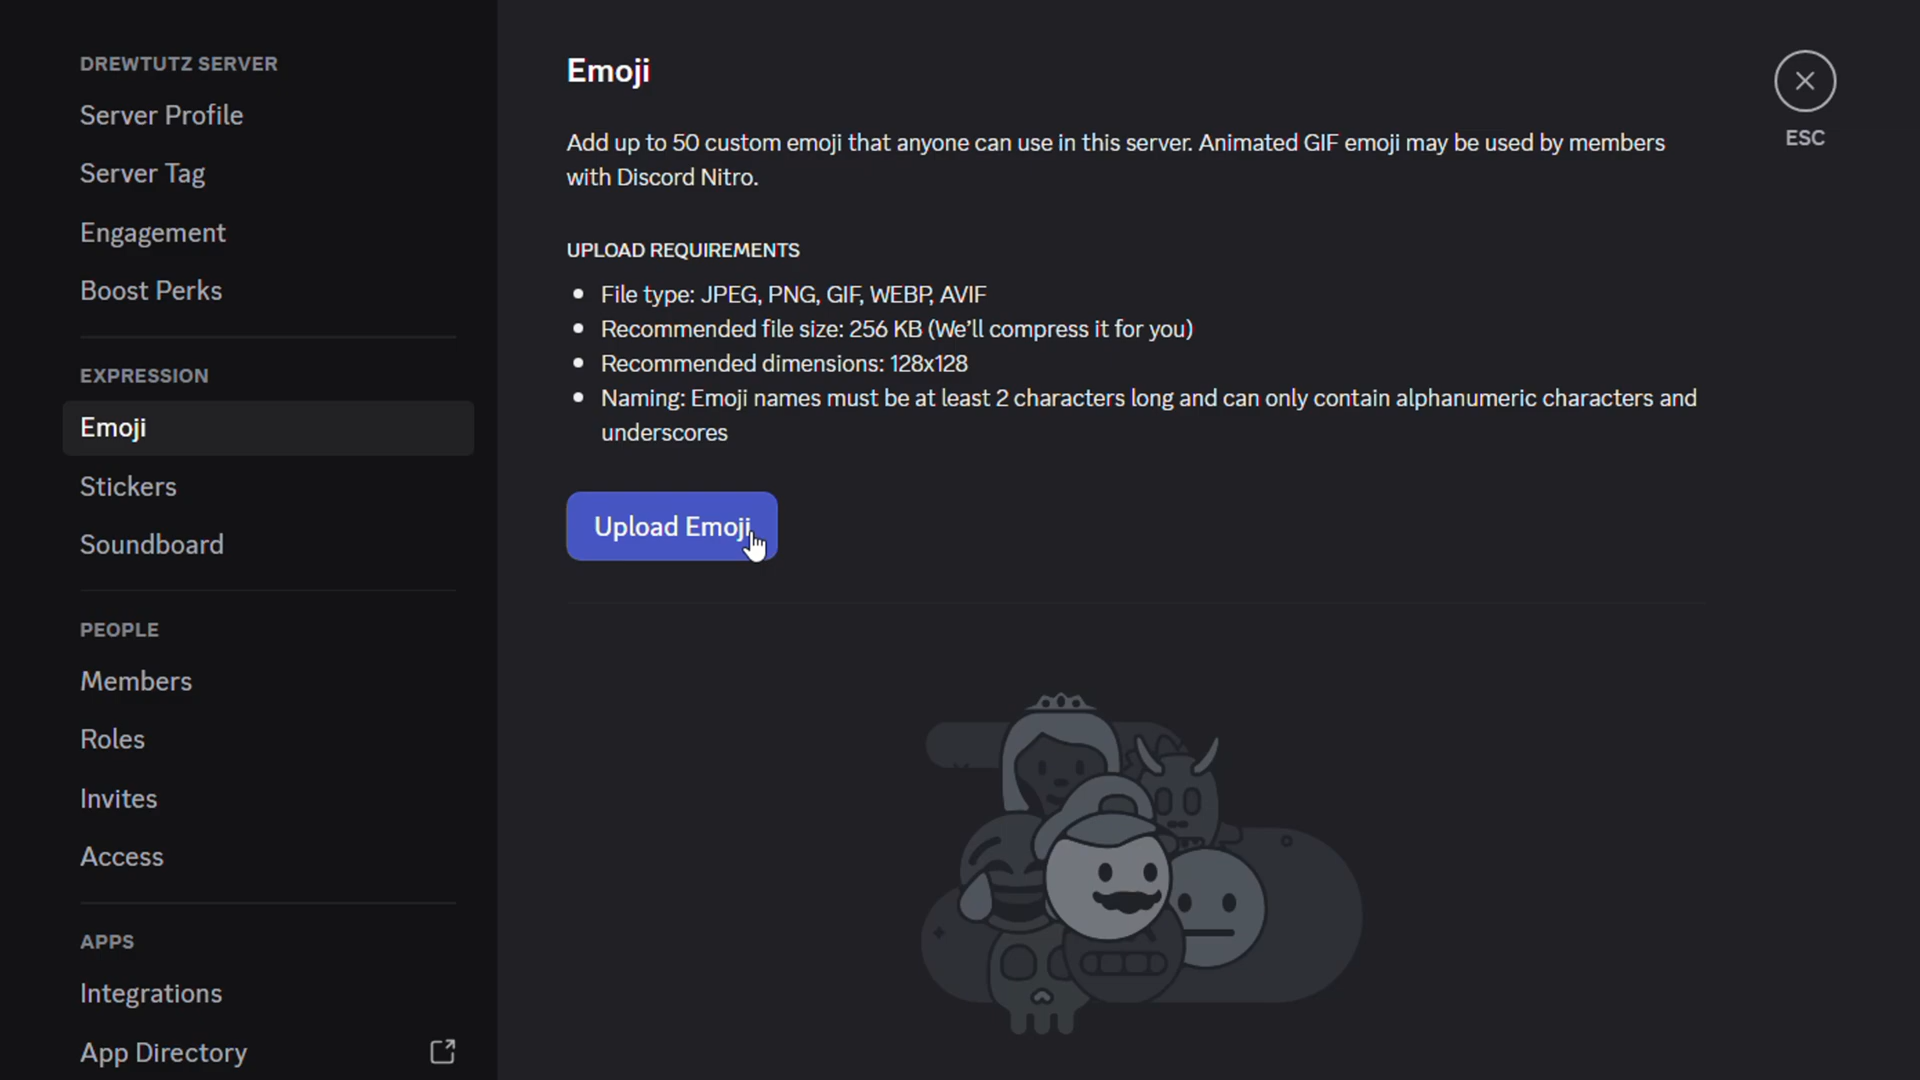 DREWTUTZ SERVER
Server Profile
Server Tag
Engagement
Boost Perks
EXPRESSION
Emoji
Stickers
Soundboard
PEOPLE
Members
Roles
Invites
Access
APPS
Integrations
App Directory
Emoji
Add up to 50 custom emoji that anyone can use in this server. Animated GIF emoji may be used by members
with Discord Nitro.
UPLOAD REQUIREMENTS
• File type: JPEG, PNG, GIF, WEBP, AVIF
• Recommended file size: 256 KB (We’ll compress it for you)
• Recommended dimensions: 128x128
• Naming: Emoji names must be at least 2 characters long and can only contain alphanumeric characters and
underscores
Upload Emoji
ESC